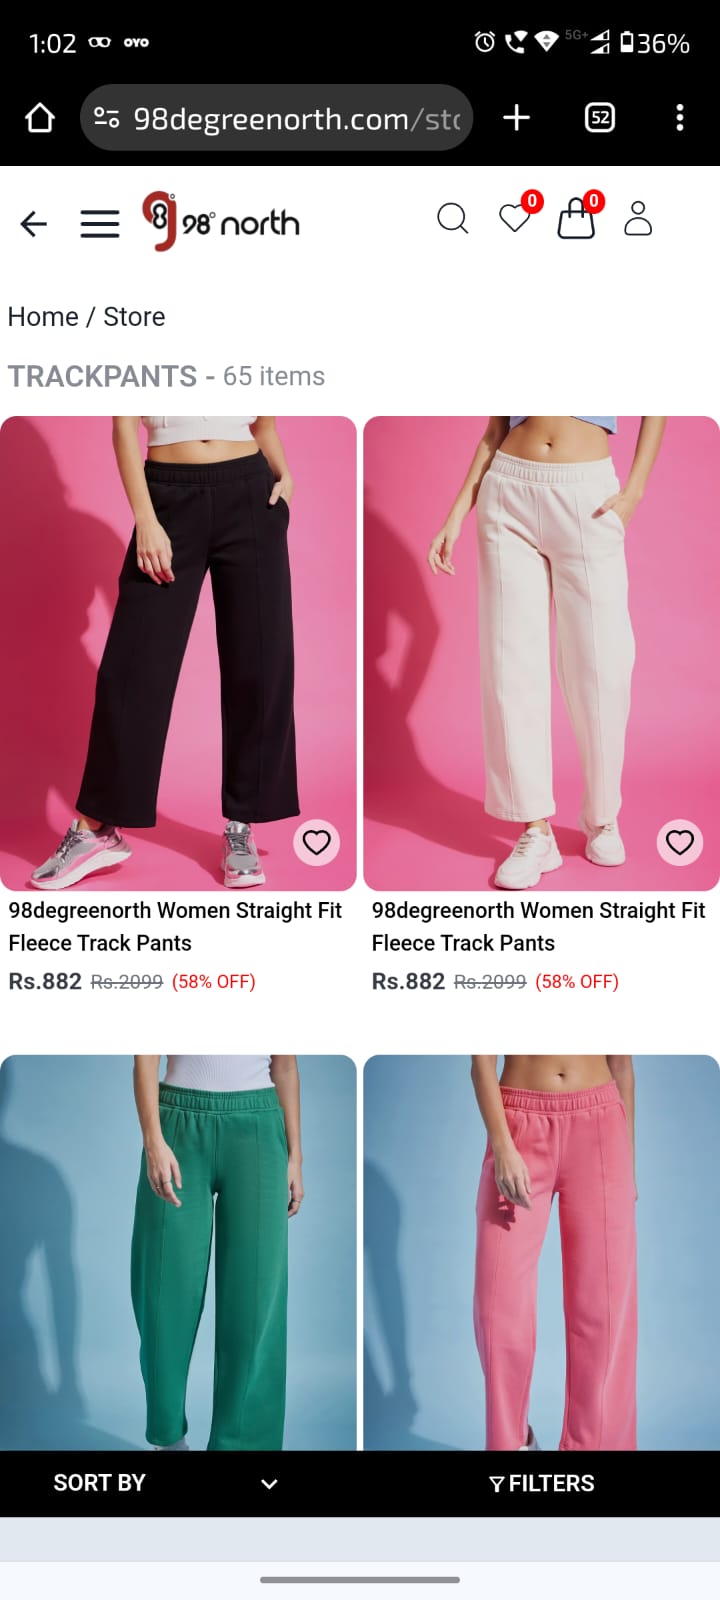 1:02 OYO 5G+ 36%
98degreenorth.com/sto
52
98° north 0 0
Home / Store
TRACKPANTS - 65 items
98degreenorth Women Straight Fit
Fleece Track Pants
Rs.882 Rs.2099 (58% OFF)
98degreenorth Women Straight Fit
Fleece Track Pants
Rs.882 Rs.2099 (58% OFF)
SORT BY
FILTERS